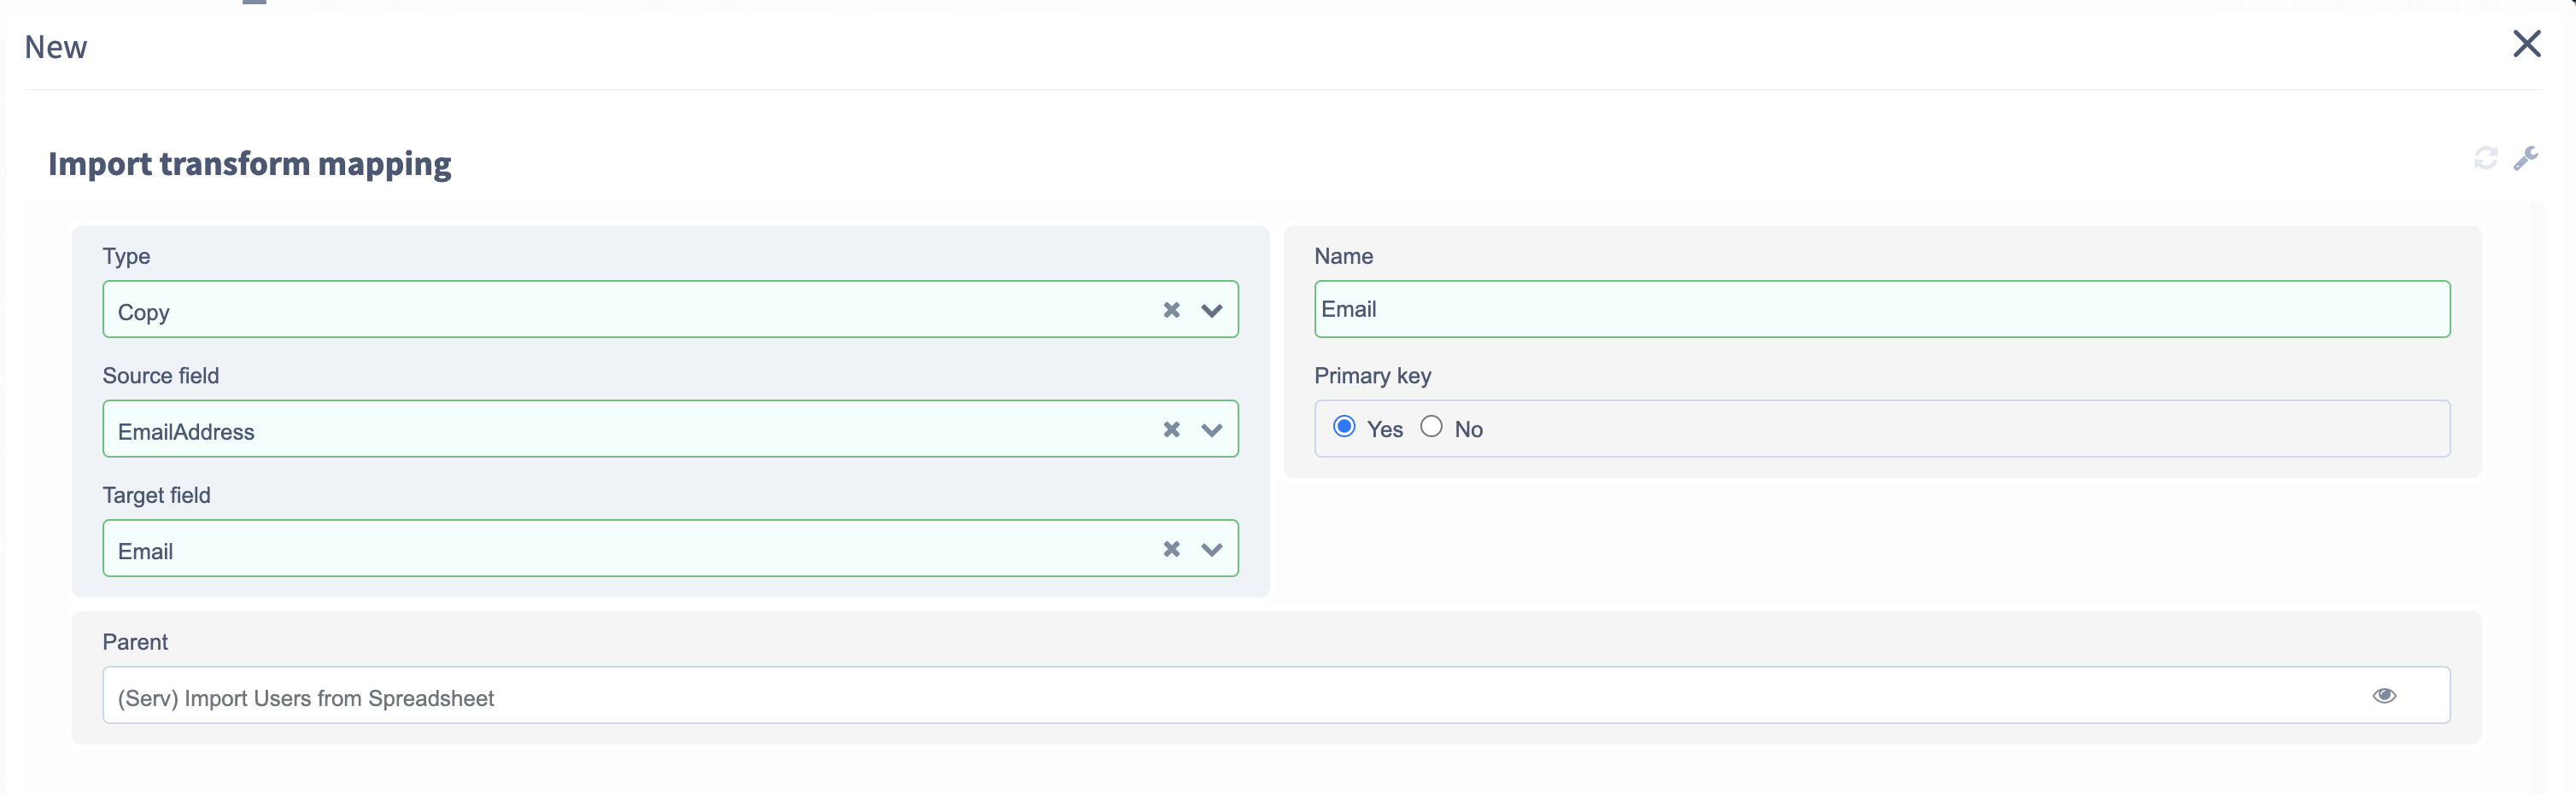 New
Import transform mapping
Type
Copy
Source field
EmailAddress
Target field
Email
Name
Email
Primary key
Yes No
Parent
(Serv) Import Users from Spreadsheet